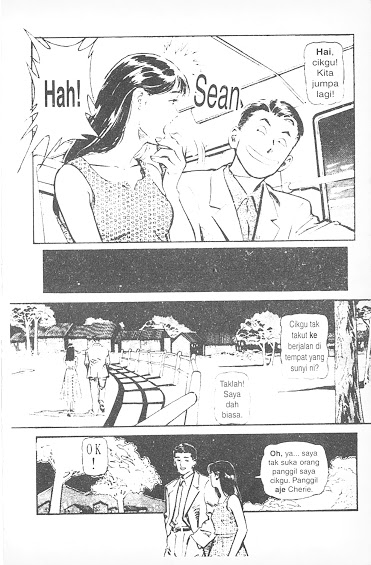 Hah!
Sean.
Hai,
cikgu!
Kita
jumpa
lagi!
Cikgu tak
takut ke
berjalan di
tempat yang
sunyi ni?
Taklah!
Saya
dah
biasa.
OK
!
Oh, ya... saya
tak suka orang
panggil saya
cikgu. Panggil
aje Cherie.